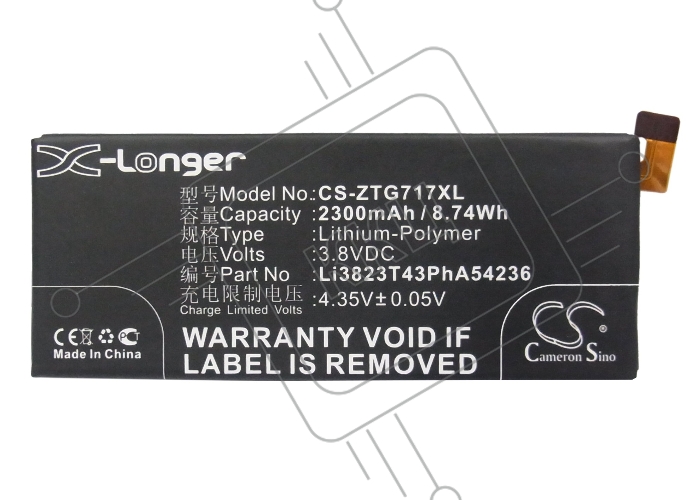 X-Longer
型号Model No.:CS-ZTG717XL
容量Capacity :2300mAh / 8.74Wh
规格Type :Lithium-Polymer
电压Volts :3.8VDC
编号Part No. :Li3823T43PhA54236
充电限制电压 :4.35V±0.05V
Charge Limited Volts
WARRANTY VOID IF
LABEL IS REMOVED
CE
Made In China
CS
Cameron Sino